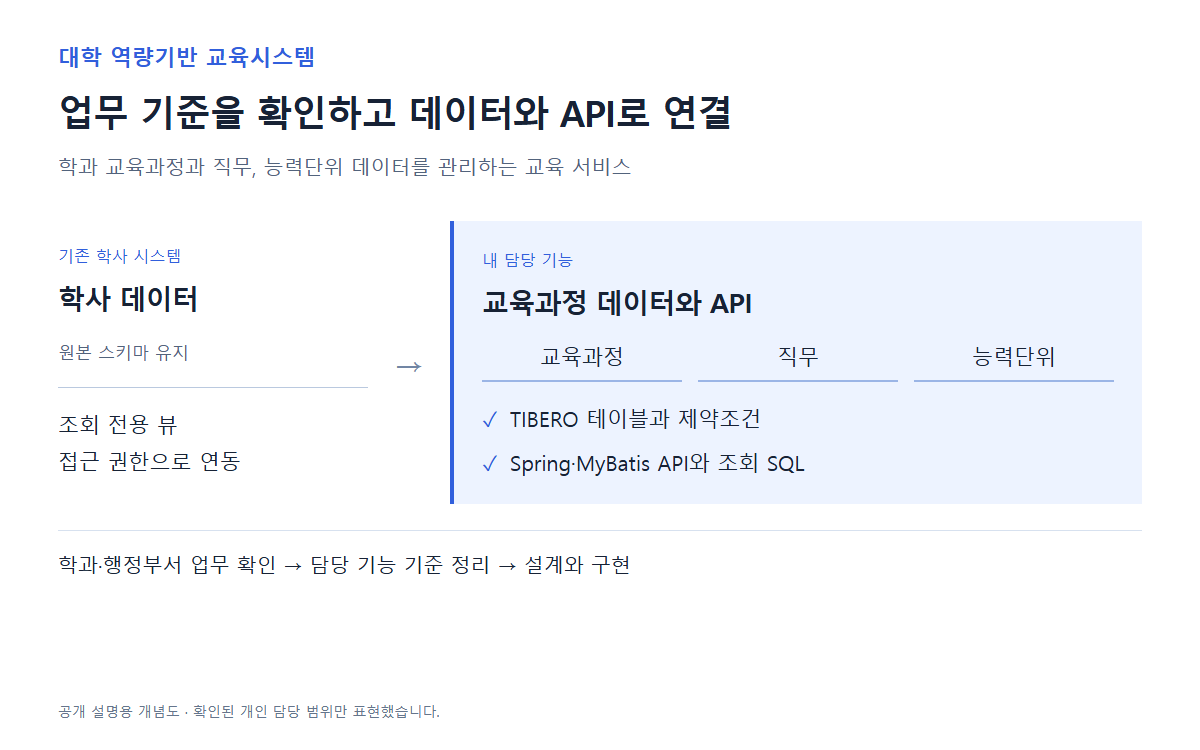 대학 역량기반 교육시스템
업무 기준을 확인하고 데이터와 API로 연결
학과 교육과정과 직무, 능력단위 데이터를 관리하는 교육 서비스
기존 학사 시스템
학사 데이터
원본 스키마 유지
조회 전용 뷰
접근 권한으로 연동
→
내 담당 기능
교육과정 데이터와 API
교육과정 직무 능력단위
✓ TIBERO 테이블과 제약조건
✓ Spring·MyBatis API와 조회 SQL
학과·행정부서 업무 확인 → 담당 기능 기준 정리 → 설계와 구현
공개 설명용 개념도 · 확인된 개인 담당 범위만 표현했습니다.